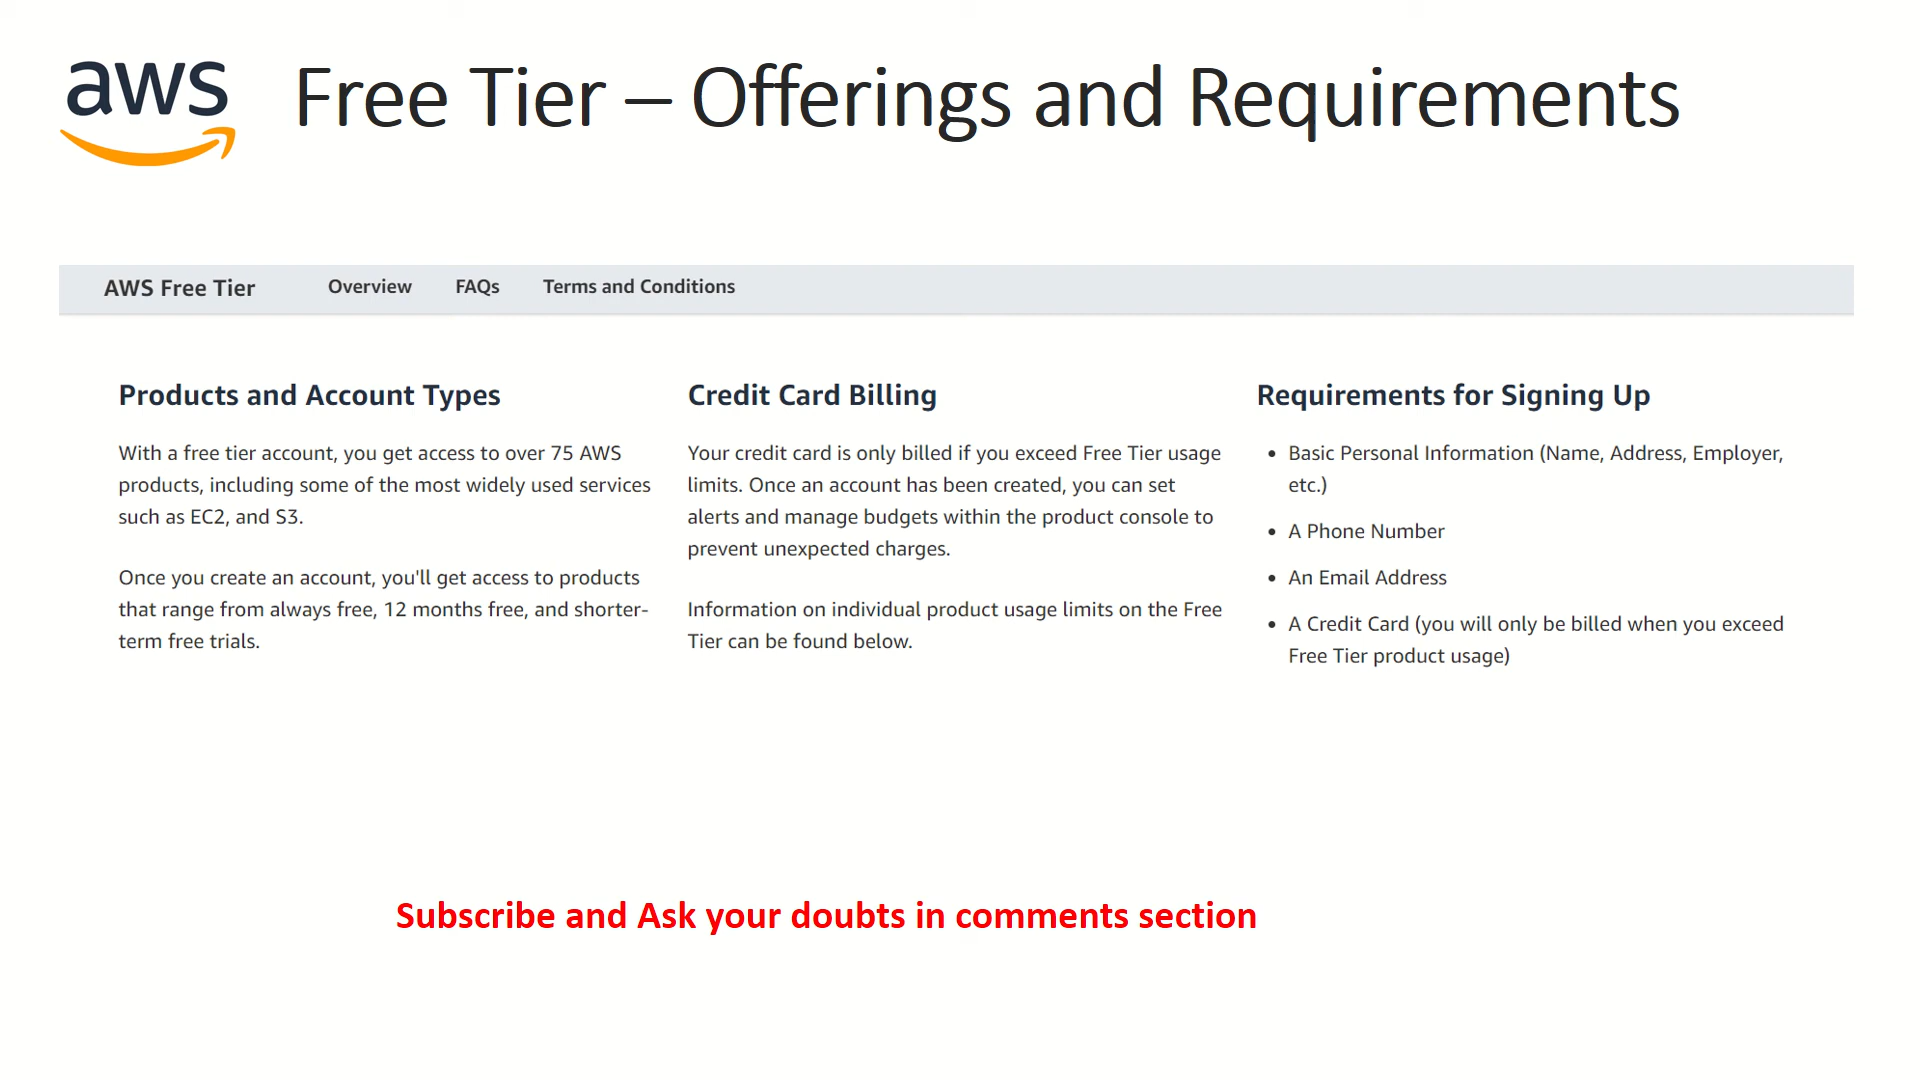 aws
Free Tier – Offerings and Requirements
AWS Free Tier
Overview
FAQs
Terms and Conditions
Products and Account Types
With a free tier account, you get access to over 75 AWS
products, including some of the most widely used services
such as EC2, and S3.
Once you create an account, you'll get access to products
that range from always free, 12 months free, and shorter-
term free trials.
Credit Card Billing
Your credit card is only billed if you exceed Free Tier usage
limits. Once an account has been created, you can set
alerts and manage budgets within the product console to
prevent unexpected charges.
Information on individual product usage limits on the Free
Tier can be found below.
Requirements for Signing Up
• Basic Personal Information (Name, Address, Employer,
etc.)
• A Phone Number
• An Email Address
• A Credit Card (you will only be billed when you exceed
Free Tier product usage)
Subscribe and Ask your doubts in comments section